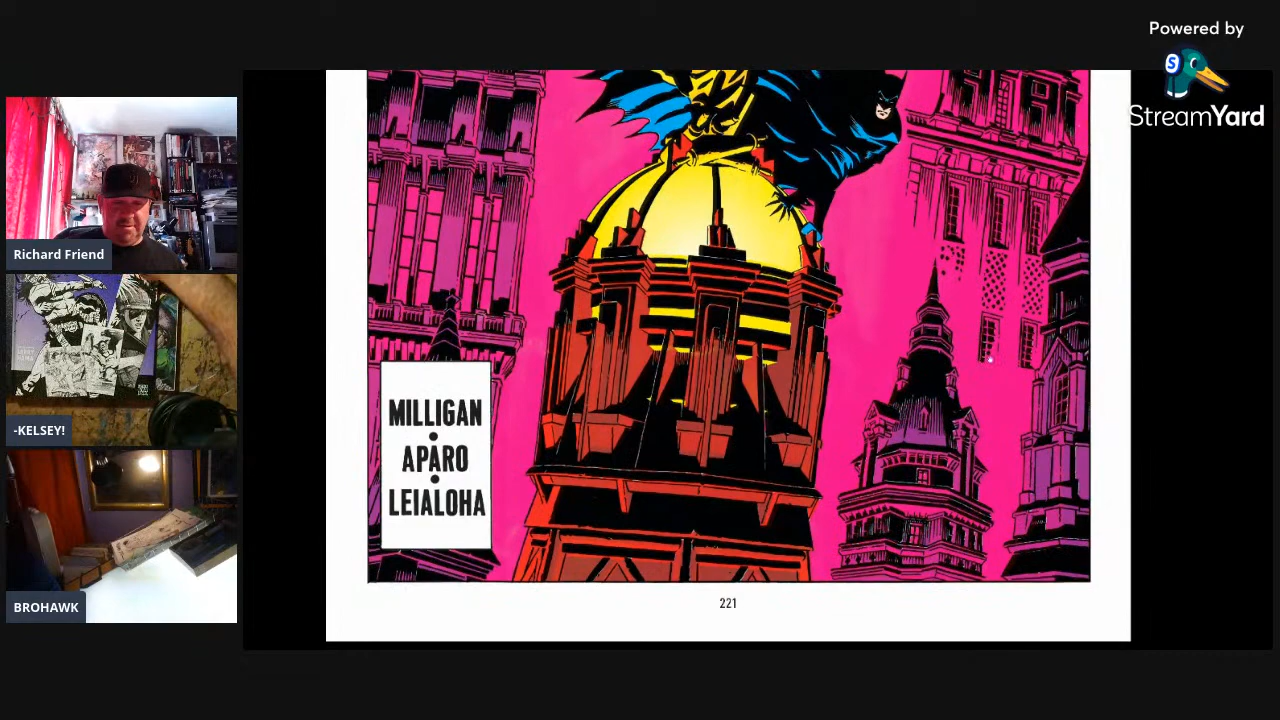 Powered by
S
StreamYard
Richard Friend
-KELSEY!
BROHAWK
MILLIGAN
APARO
LEIALOHA
221